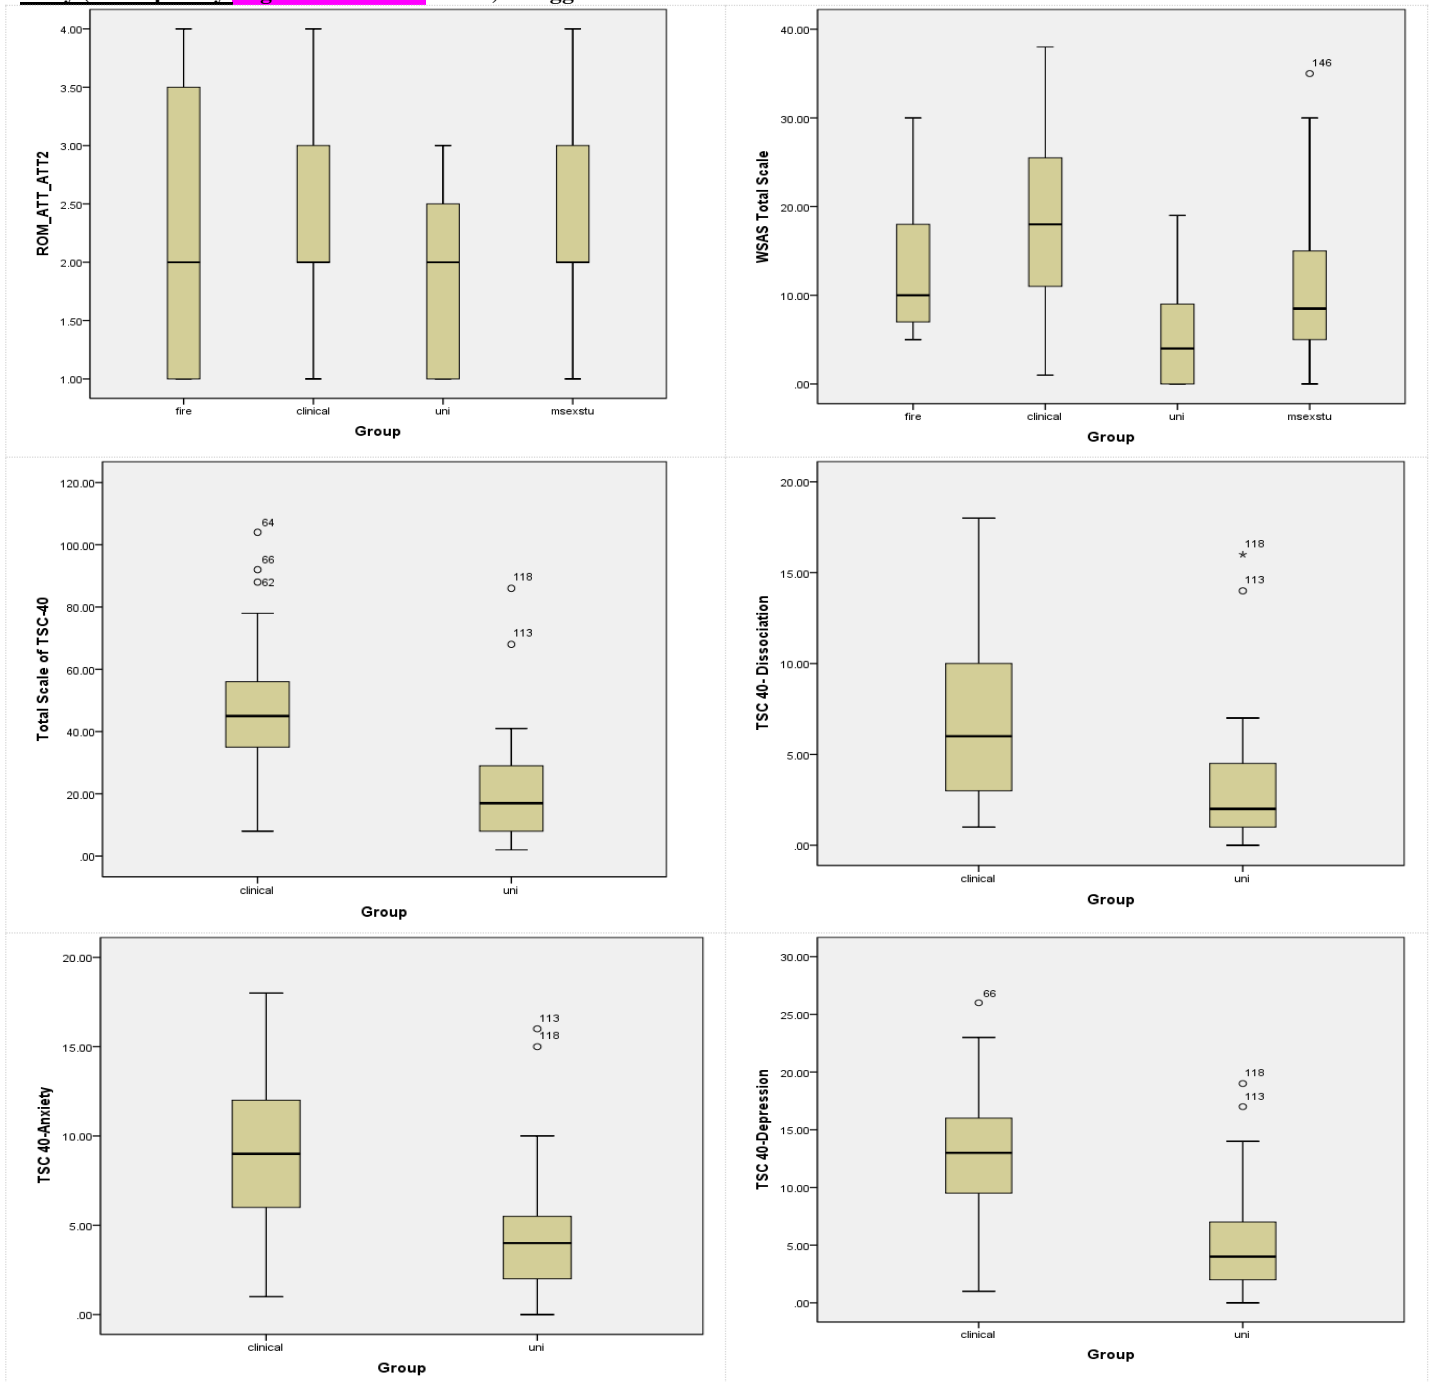 4.00
3.50
3.00
2.50
2.00
1.50
1.00
ROM_ATT_ATT2
fire clinical uni msexstu
Group
40.00
30.00
20.00
10.00
.00
WSAS Total Scale
146
fire clinical uni msexstu
Group
120.00
100.00
80.00
60.00
40.00
20.00
.00
Total Scale of TSC-40
64
66
62
118
113
clinical uni
Group
20.00
15.00
10.00
5.00
.00
TSC 40- Dissociation
118
113
clinical uni
Group
20.00
15.00
10.00
5.00
.00
TSC 40-Anxiety
113
118
clinical uni
Group
30.00
25.00
20.00
15.00
10.00
5.00
.00
TSC 40-Depression
66
118
113
clinical uni
Group